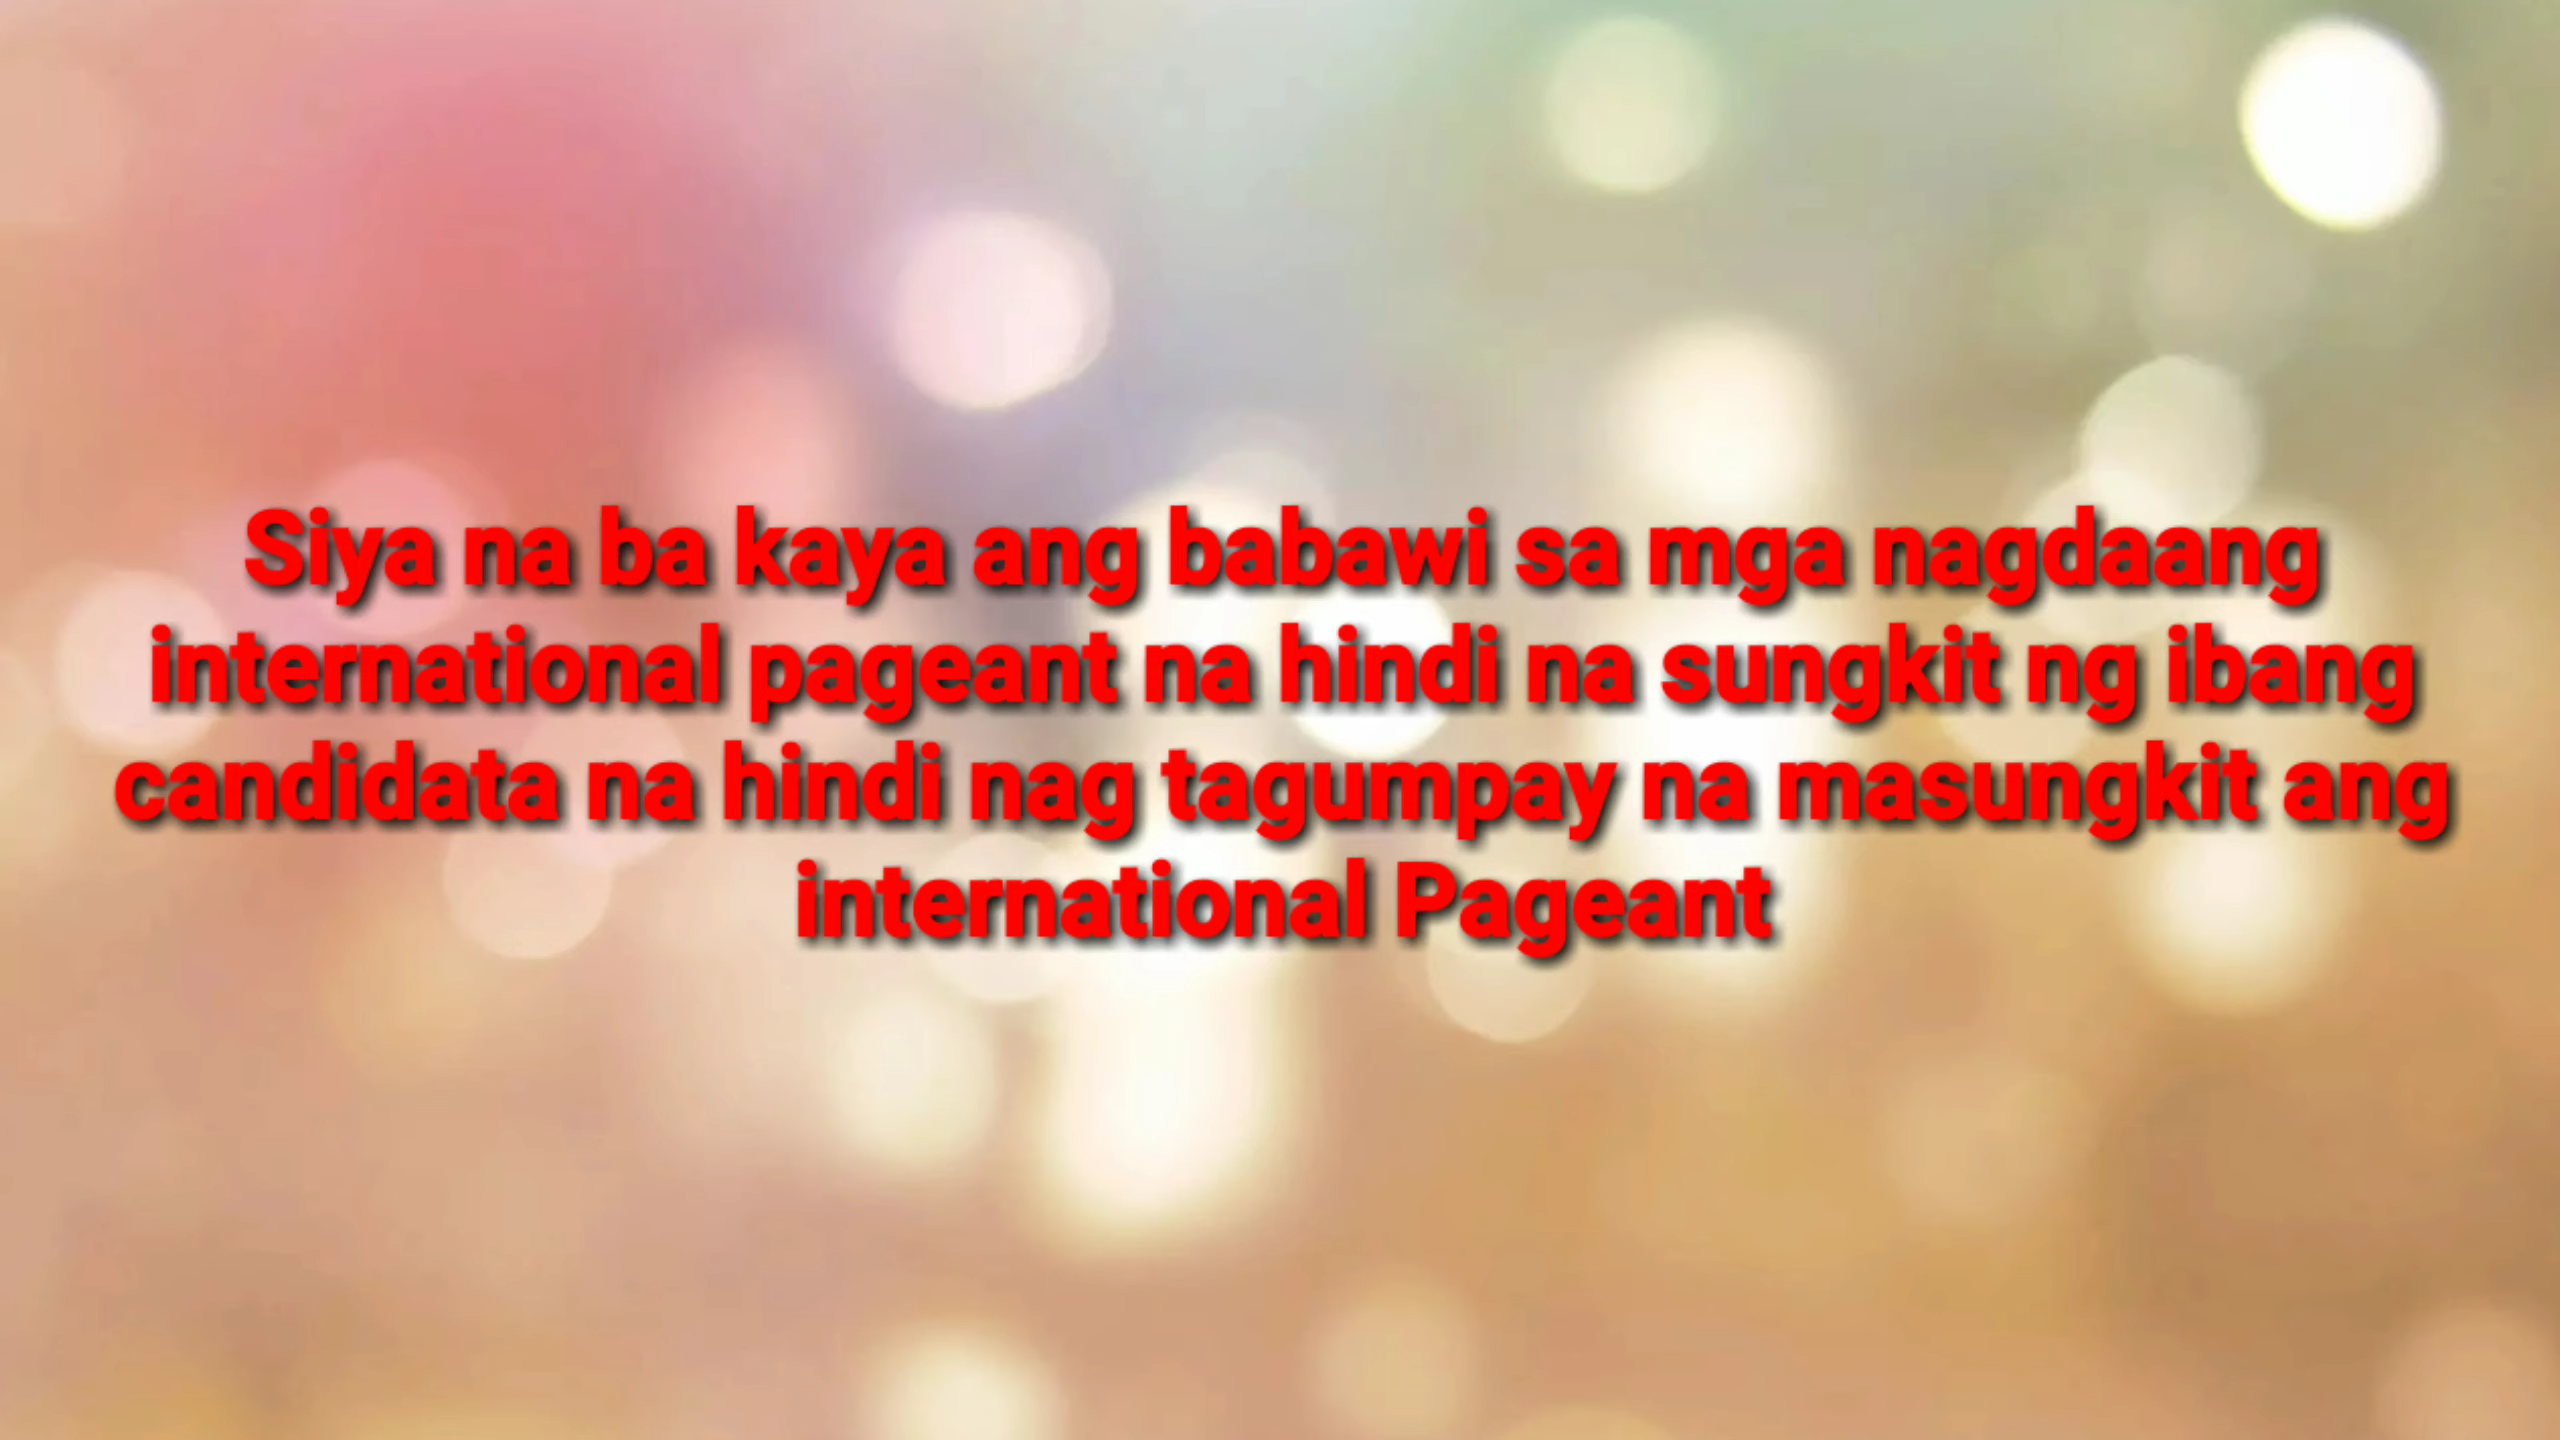 Siya na ba kaya ang babawi sa mga nagdaang
international pageant na hindi na sungkit ng ibang
candidata na hindi nag tagumpay na masungkit ang
international Pageant